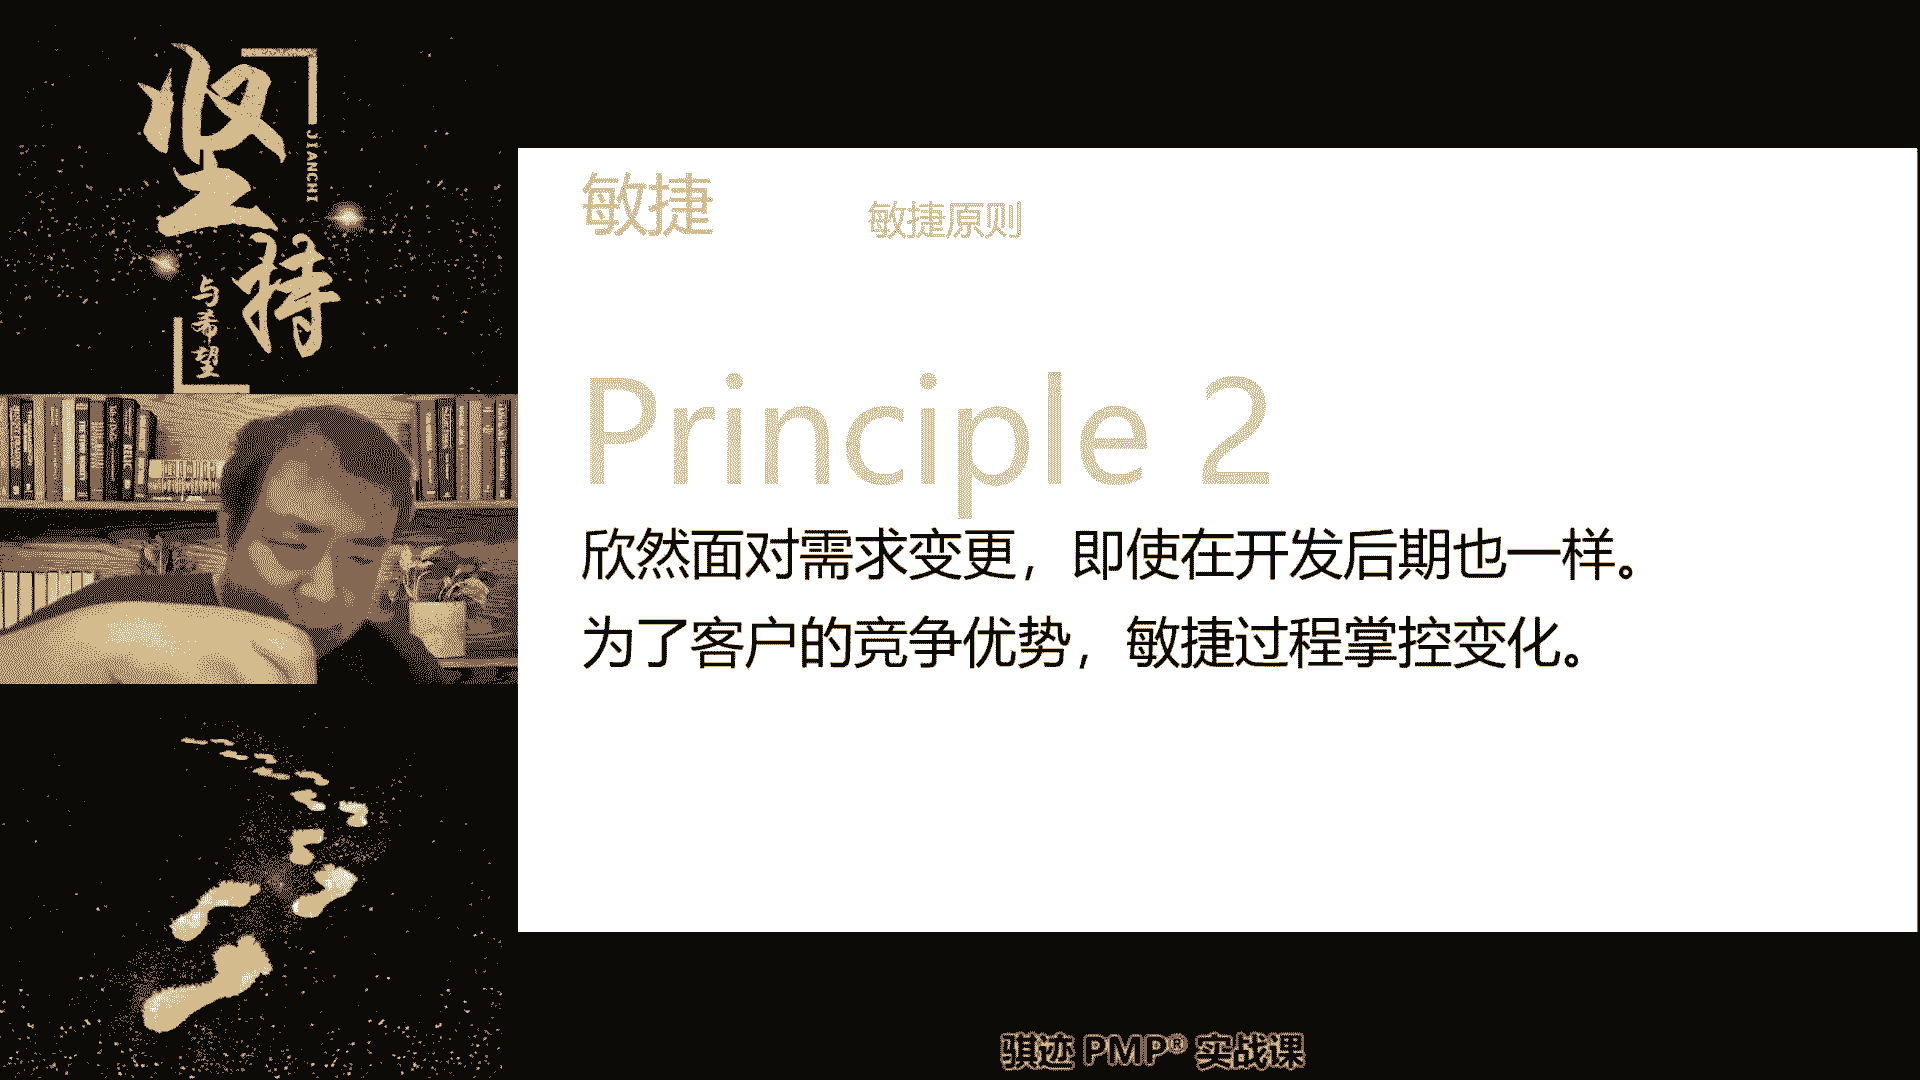 坚持
JIANCHI
与希望
敏捷
敏捷原则
Principle 2
欣然面对需求变更，即使在开发后期也一样。
为了客户的竞争优势，敏捷过程掌控变化。
骐迹 PMP® 实战课